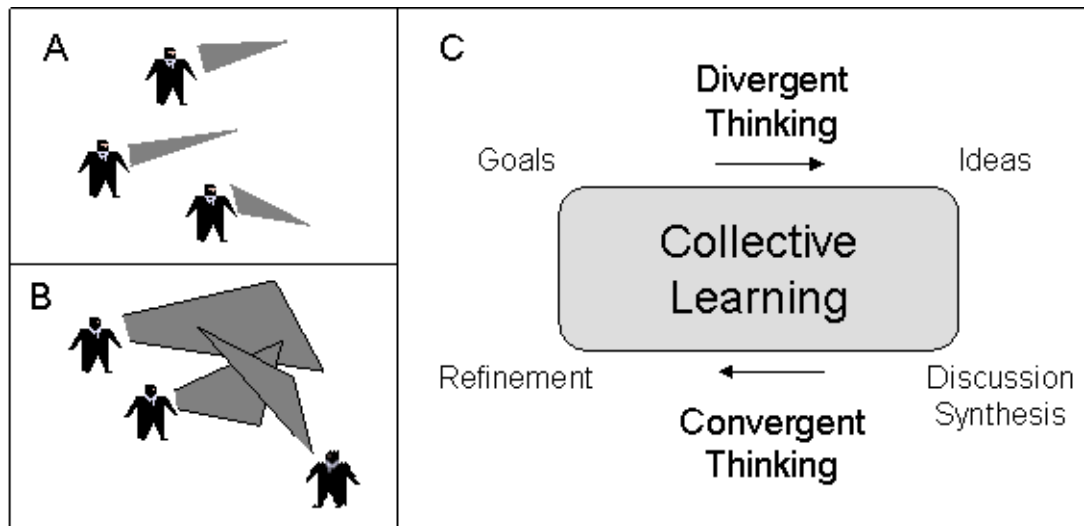 A
B
C
Divergent
Thinking
Goals
Ideas
Collective
Learning
Refinement
Discussion
Synthesis
Convergent
Thinking